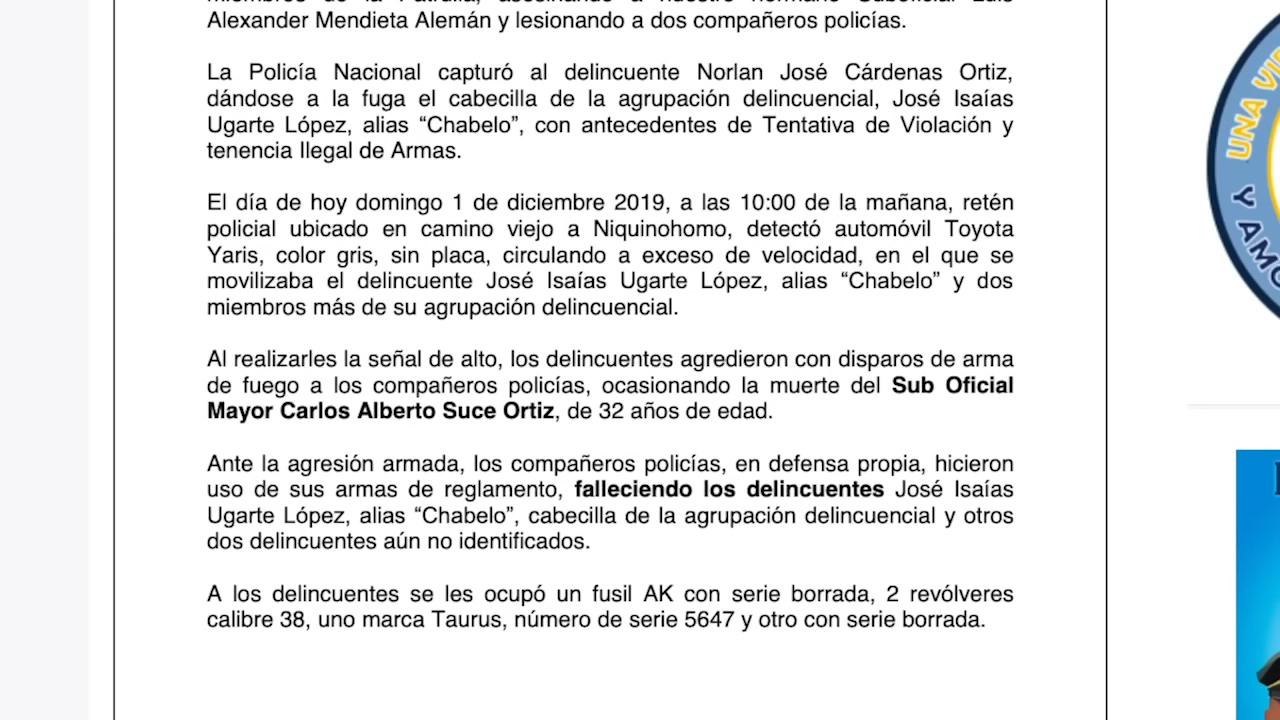 miembros de la Patrulla, asesinando a nuestro hermano Suboficial Luis
Alexander Mendieta Alemán y lesionando a dos compañeros policías.
La Policía Nacional capturó al delincuente Norlan José Cárdenas Ortiz,
dándose a la fuga el cabecilla de la agrupación delincuencial, José Isaías
Ugarte López, alias “Chabelo”, con antecedentes de Tentativa de Violación y
tenencia Ilegal de Armas.
El día de hoy domingo 1 de diciembre 2019, a las 10:00 de la mañana, retén
policial ubicado en camino viejo a Niquinohomo, detectó automóvil Toyota
Yaris, color gris, sin placa, circulando a exceso de velocidad, en el que se
movilizaba el delincuente José Isaías Ugarte López, alias “Chabelo” y dos
miembros más de su agrupación delincuencial.
Al realizarles la señal de alto, los delincuentes agredieron con disparos de arma
de fuego a los compañeros policías, ocasionando la muerte del Sub Oficial
Mayor Carlos Alberto Suce Ortiz, de 32 años de edad.
Ante la agresión armada, los compañeros policías, en defensa propia, hicieron
uso de sus armas de reglamento, falleciendo los delincuentes José Isaías
Ugarte López, alias “Chabelo”, cabecilla de la agrupación delincuencial y otros
dos delincuentes aún no identificados.
A los delincuentes se les ocupó un fusil AK con serie borrada, 2 revólveres
calibre 38, uno marca Taurus, número de serie 5647 y otro con serie borrada.
UNA
Y